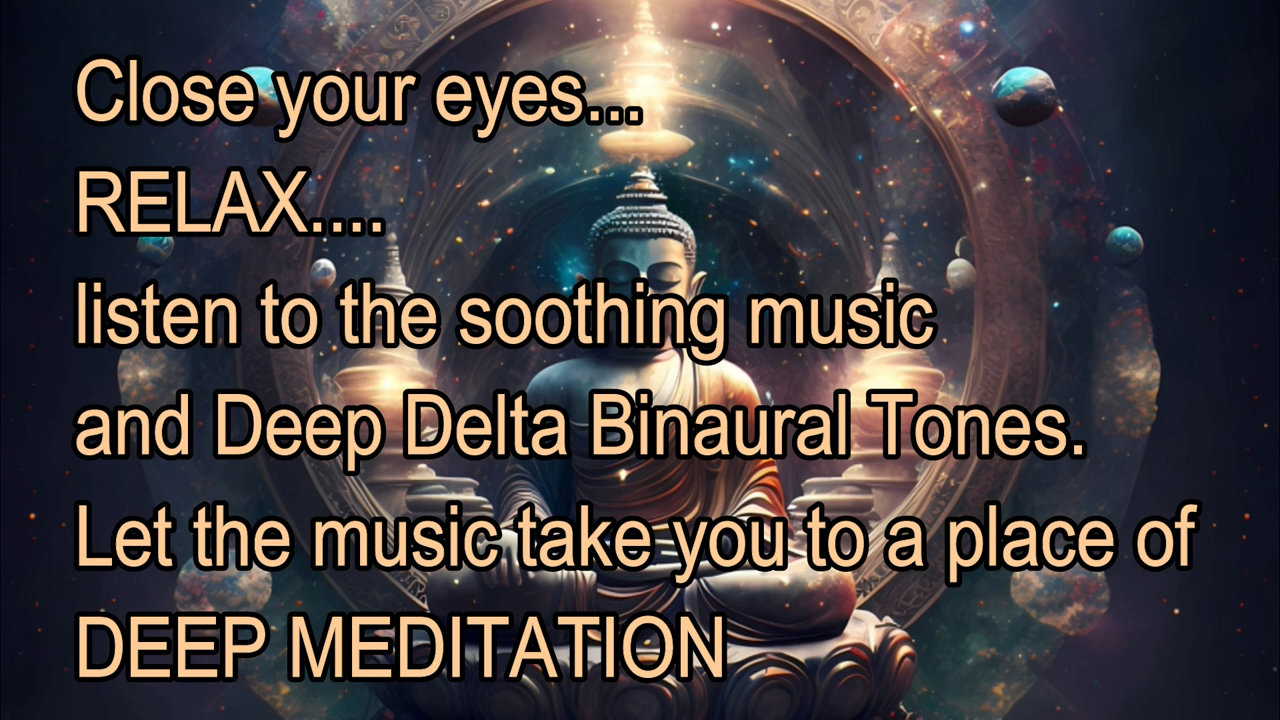 Close your eyes...
RELAX....
listen to the soothing music
and Deep Delta Binaural Tones.
Let the music take you to a place of
DEEP MEDITATION